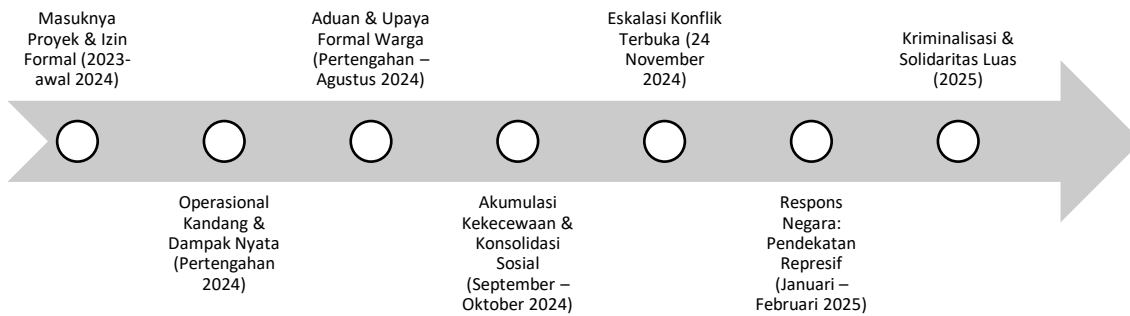 Masuknya
Proyek & Izin
Formal (2023-
awal 2024)
Operasional
Kandang &
Dampak Nyata
(Pertengahan
2024)
Aduan & Upaya
Formal Warga
(Pertengahan –
Agustus 2024)
Akumulasi
Kekecewaan &
Konsolidasi
Sosial
(September –
Oktober 2024)
Eskalasi Konflik
Terbuka (24
November
2024)
Respons
Negara:
Pendekatan
Represif
(Januari –
Februari 2025)
Kriminalisasi &
Solidaritas Luas
(2025)